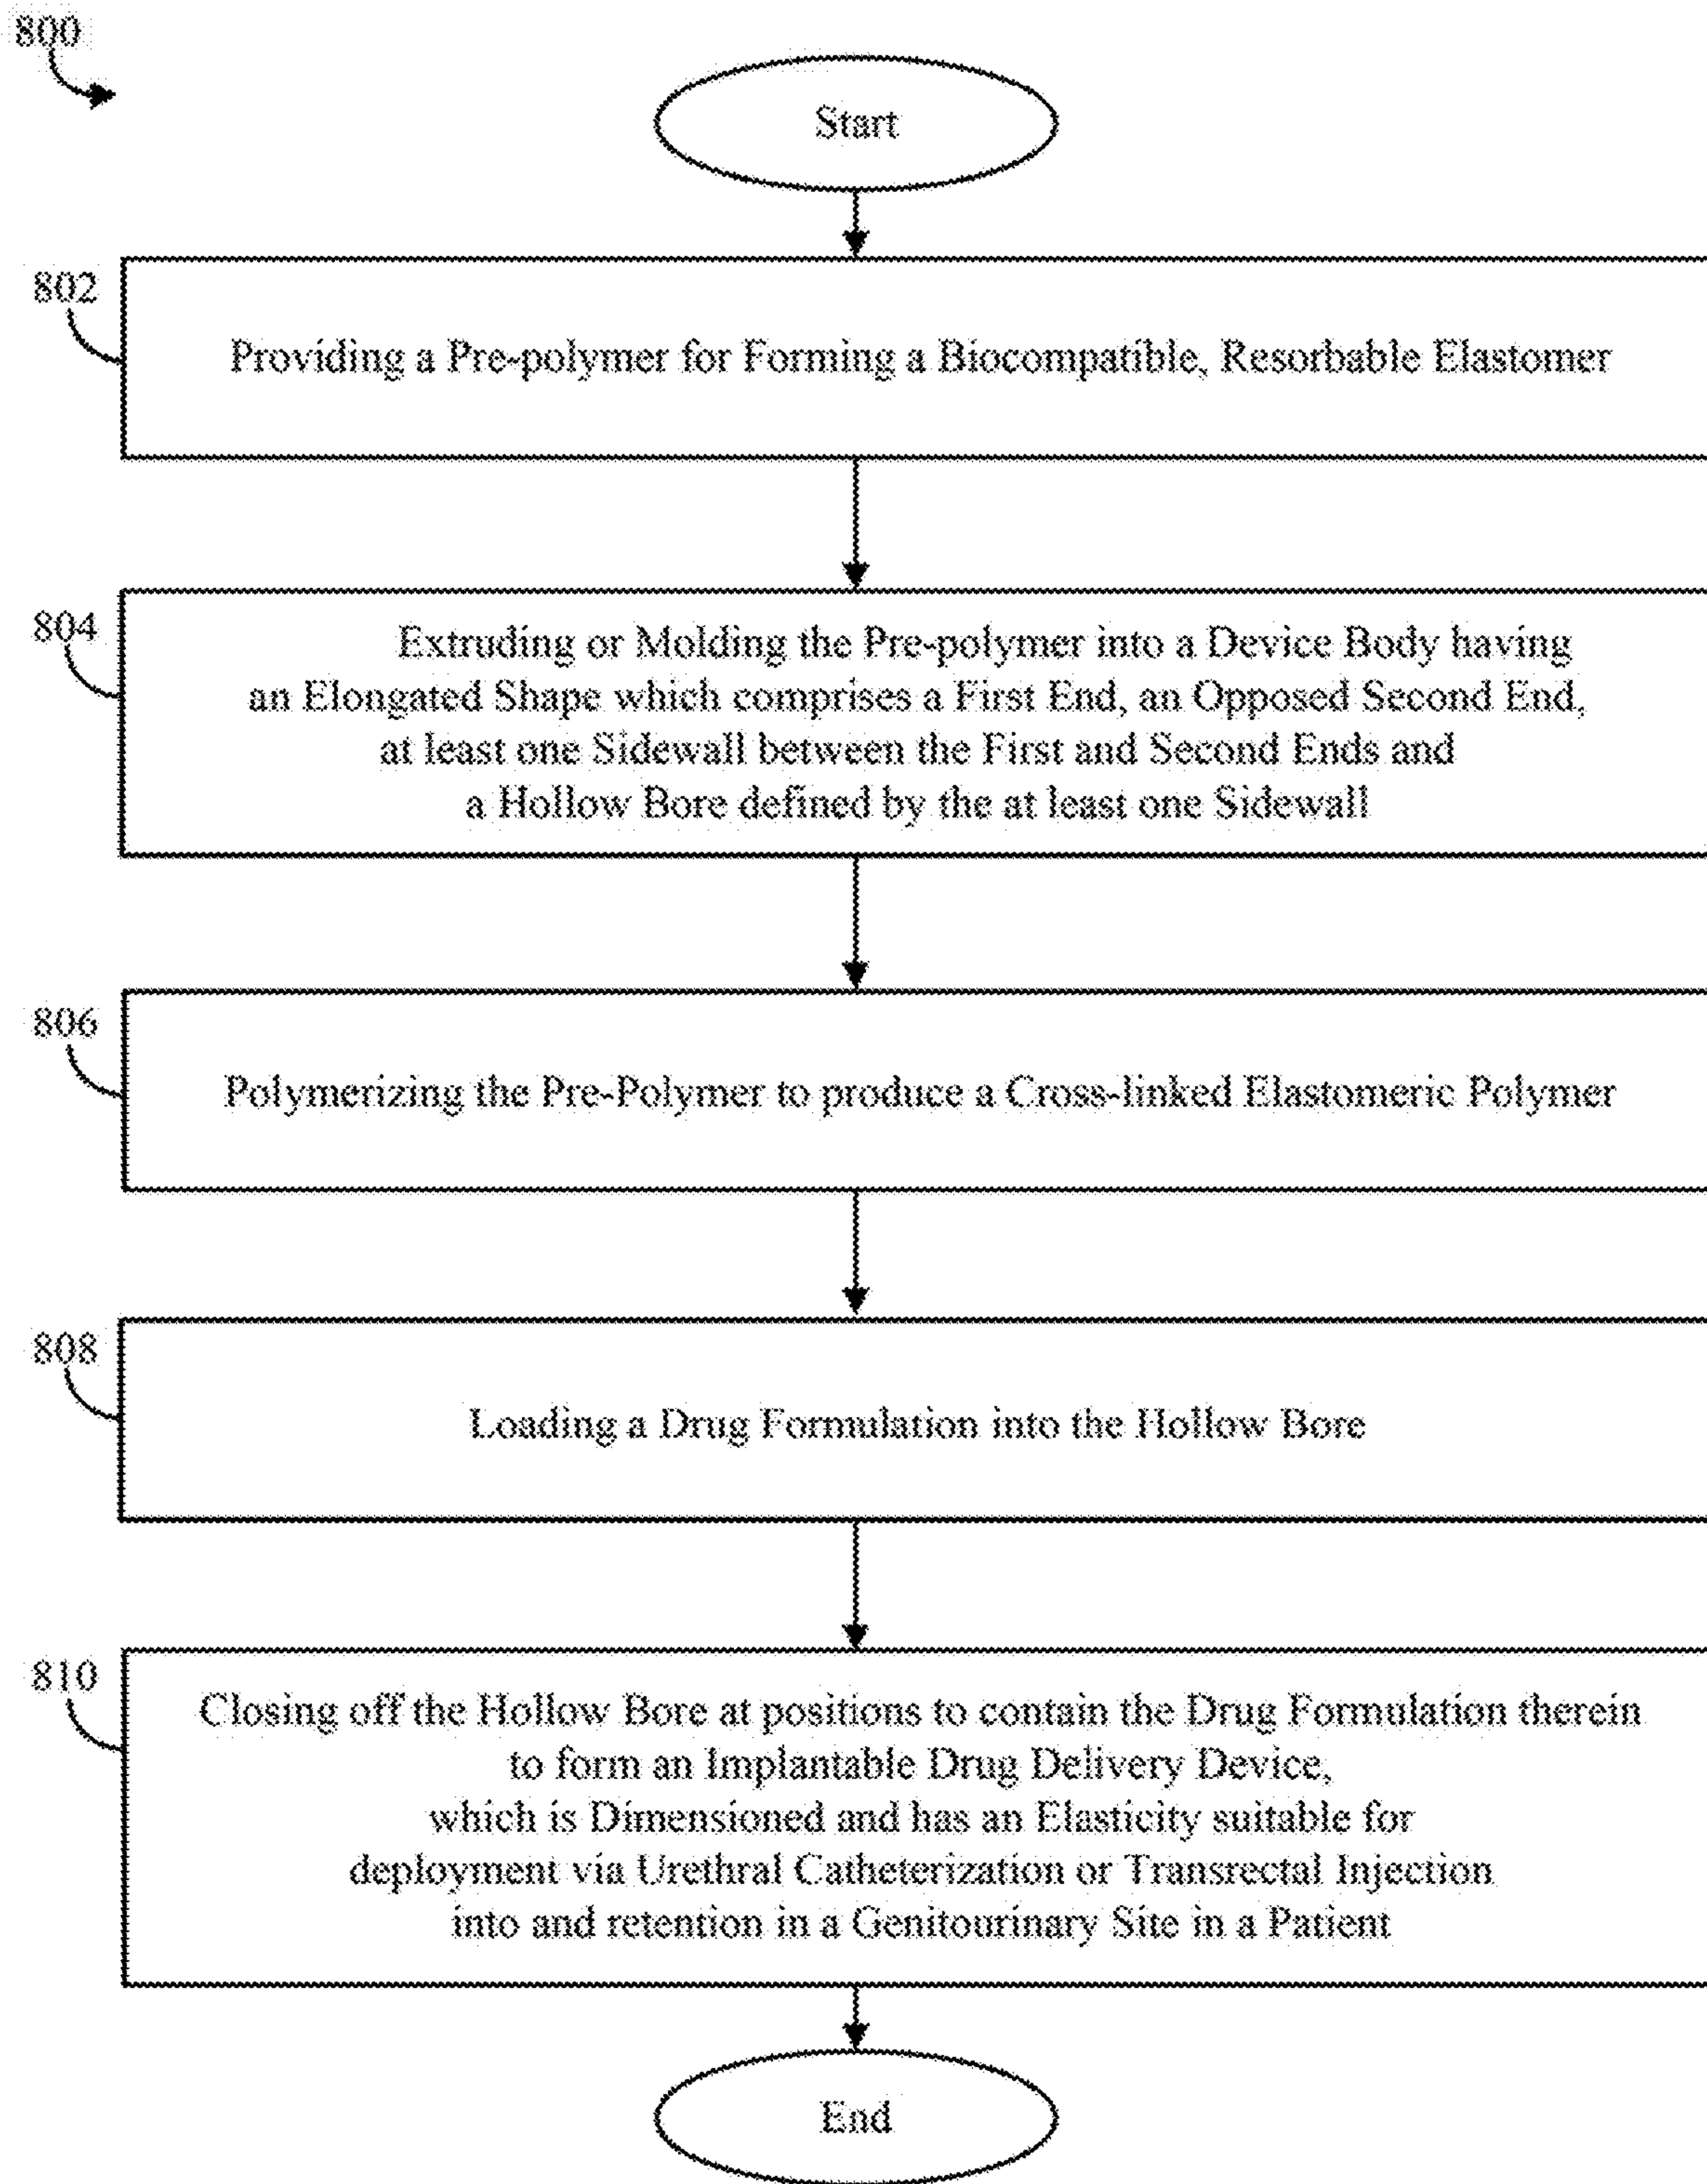 800
Start
802
Providing a Pre-polymer for Forming a Biocompatible, Resorbable Elastomer
804
Extruding or Molding the Pre-polymer into a Device Body having
an Elongated Shape which comprises a First End, an Opposed Second End,
at least one Sidewall between the First and Second Ends and
a Hollow Bore defined by the at least one Sidewall
806
Polymerizing the Pre-Polymer to produce a Cross-linked Elastomeric Polymer
808
Loading a Drug Formulation into the Hollow Bore
810
Closing off the Hollow Bore at positions to contain the Drug Formulation therein
to form an Implantable Drug Delivery Device,
which is Dimensioned and has an Elasticity suitable for
deployment via Urethral Catheterization or Transrectal Injection
into and retention in a Genitourinary Site in a Patient
End